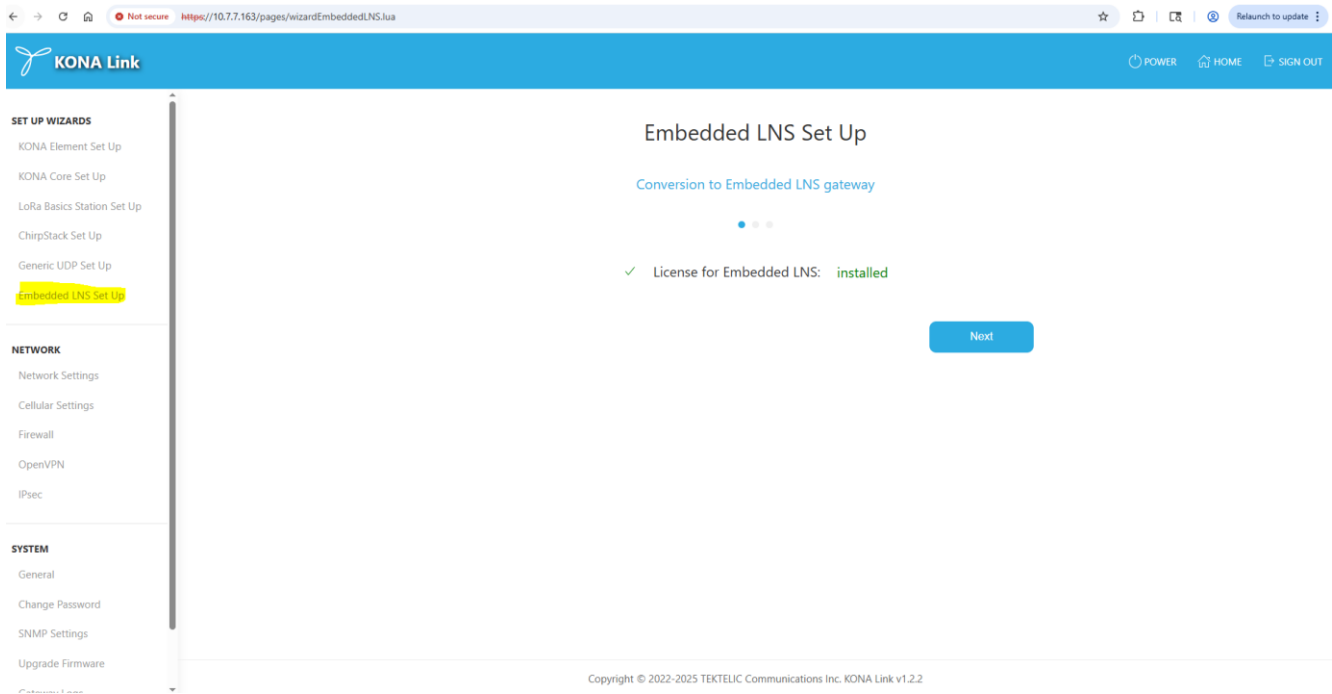 Not secure https://10.7.7.163/pages/wizardEmbeddedLNS.lua Relaunch to update
KONA Link POWER HOME SIGN OUT
SET UP WIZARDS
KONA Element Set Up
KONA Core Set Up
LoRa Basics Station Set Up
ChirpStack Set Up
Generic UDP Set Up
Embedded LNS Set Up
NETWORK
Network Settings
Cellular Settings
Firewall
OpenVPN
IPsec
SYSTEM
General
Change Password
SNMP Settings
Upgrade Firmware
Gateway Logs
Embedded LNS Set Up
Conversion to Embedded LNS gateway
License for Embedded LNS: installed
Next
Copyright © 2022-2025 TEKTELIC Communications Inc. KONA Link v1.2.2